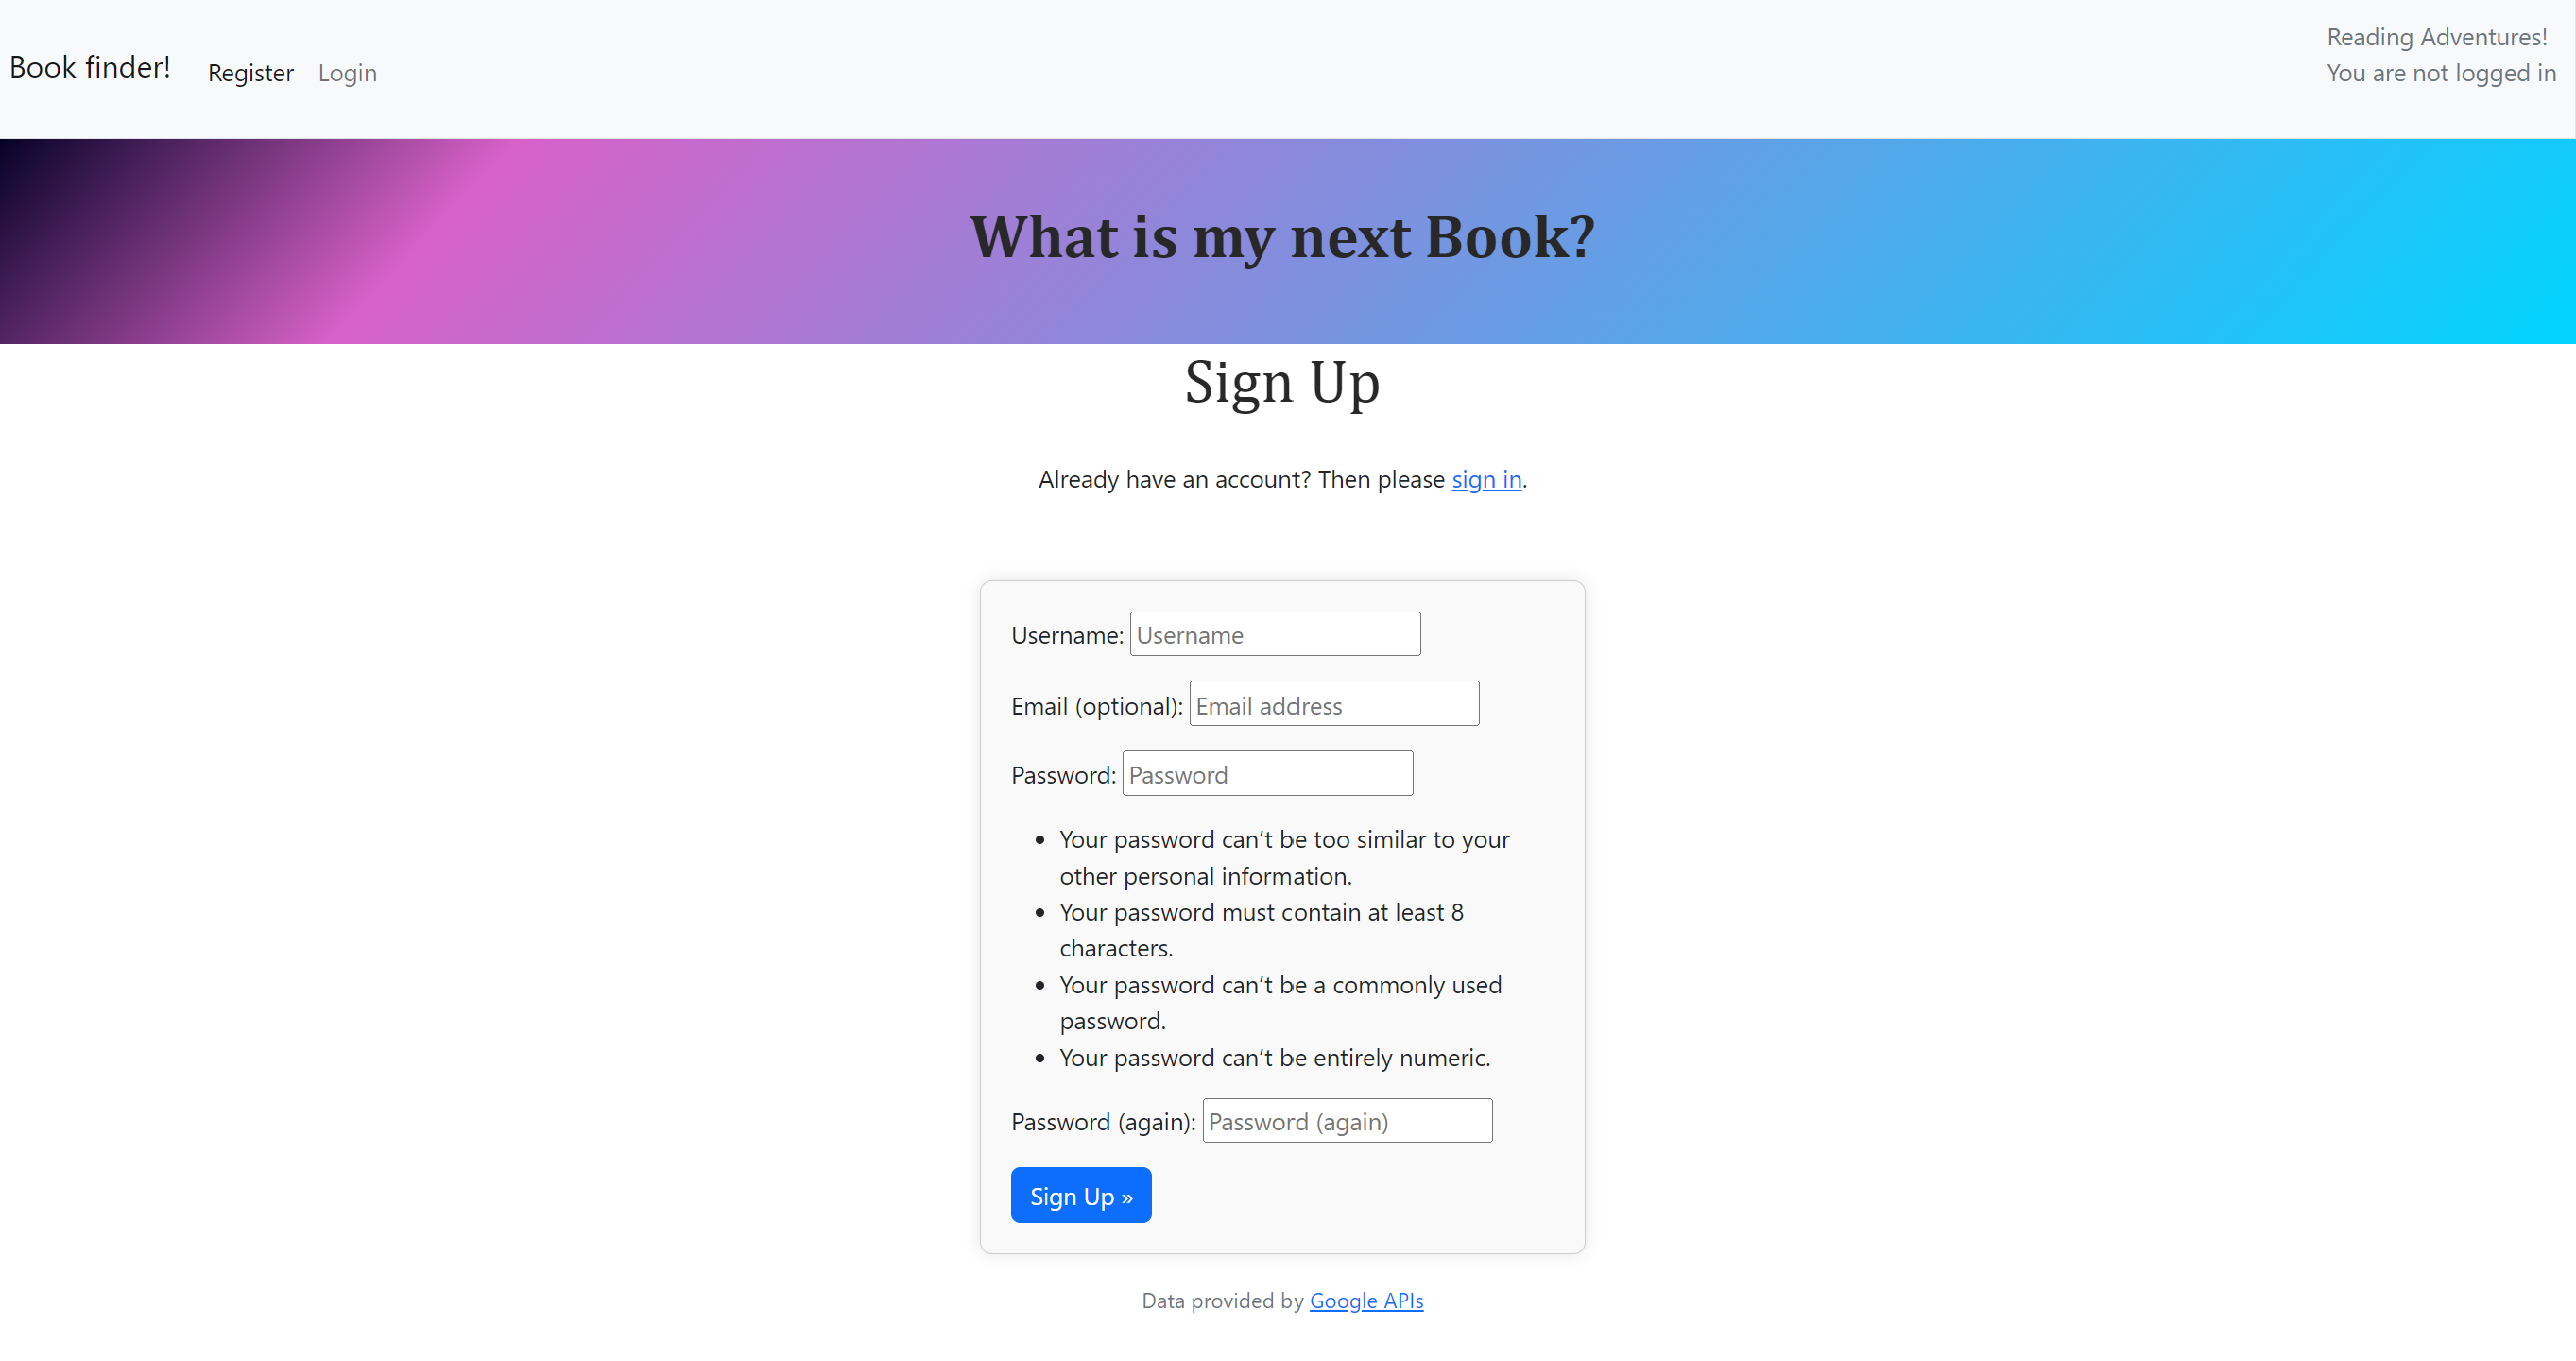 Book finder!
Register
Login
Reading Adventures!
You are not logged in
What is my next Book?
Sign Up
Already have an account? Then please sign in.
Username: Username
Email (optional): Email address
Password: Password
• Your password can’t be too similar to your
other personal information.
• Your password must contain at least 8
characters.
• Your password can’t be a commonly used
password.
• Your password can’t be entirely numeric.
Password (again): Password (again)
Sign Up »
Data provided by Google APIs